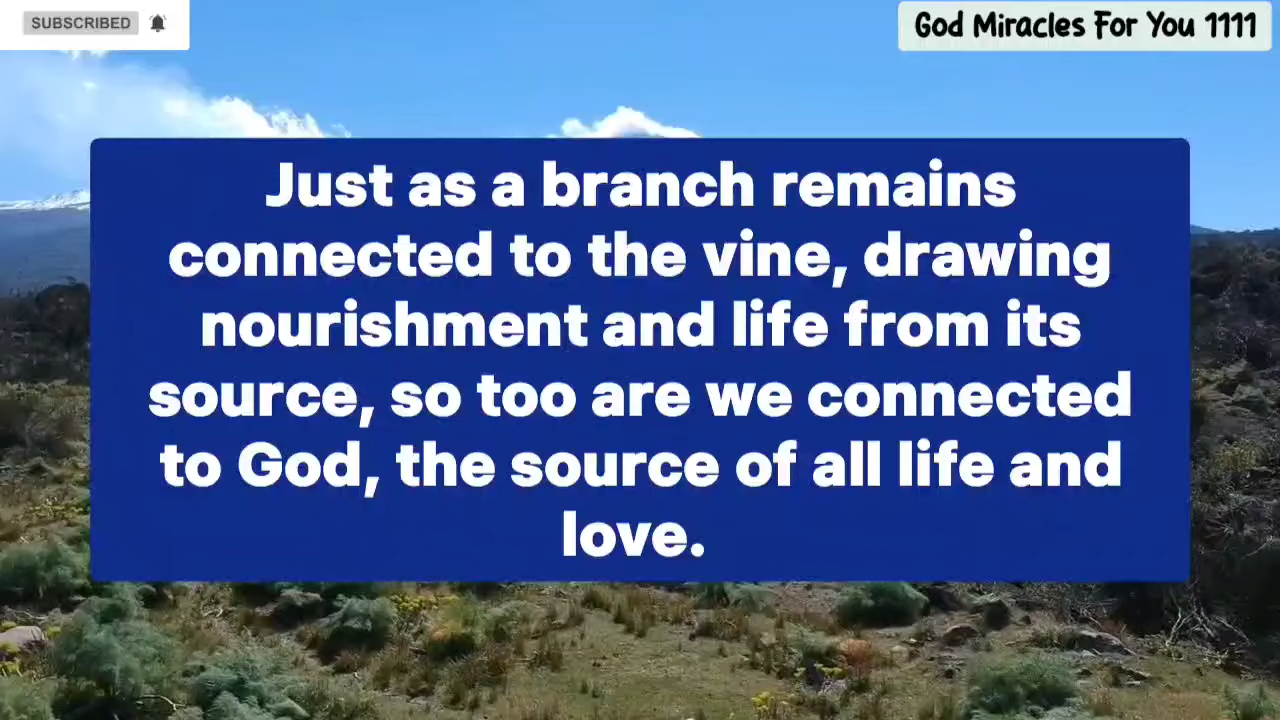 SUBSCRIBED
God Miracles For You 1111
Just as a branch remains
connected to the vine, drawing
nourishment and life from its
source, so too are we connected
to God, the source of all life and
love.